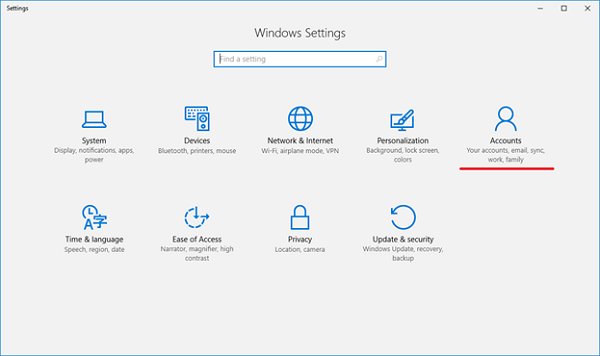 Settings
Windows Settings
Find a setting
System
Display, notifications, apps,
power
Devices
Bluetooth, printers, mouse
Network & Internet
Wi-Fi, airplane mode, VPN
Personalization
Background, lock screen,
colors
Accounts
Your accounts, email, sync,
work, family
Time & language
Speech, region, date
Ease of Access
Narrator, magnifier, high
contrast
Privacy
Location, camera
Update & security
Windows Update, recovery,
backup